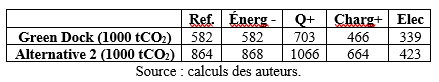 Ref. Énerg - Q+ Charg+ Elec
Green Dock (1000 tCO2) 582 582 703 466 339
Alternative 2 (1000 tCO2) 864 868 1066 664 423
Source : calculs des auteurs.